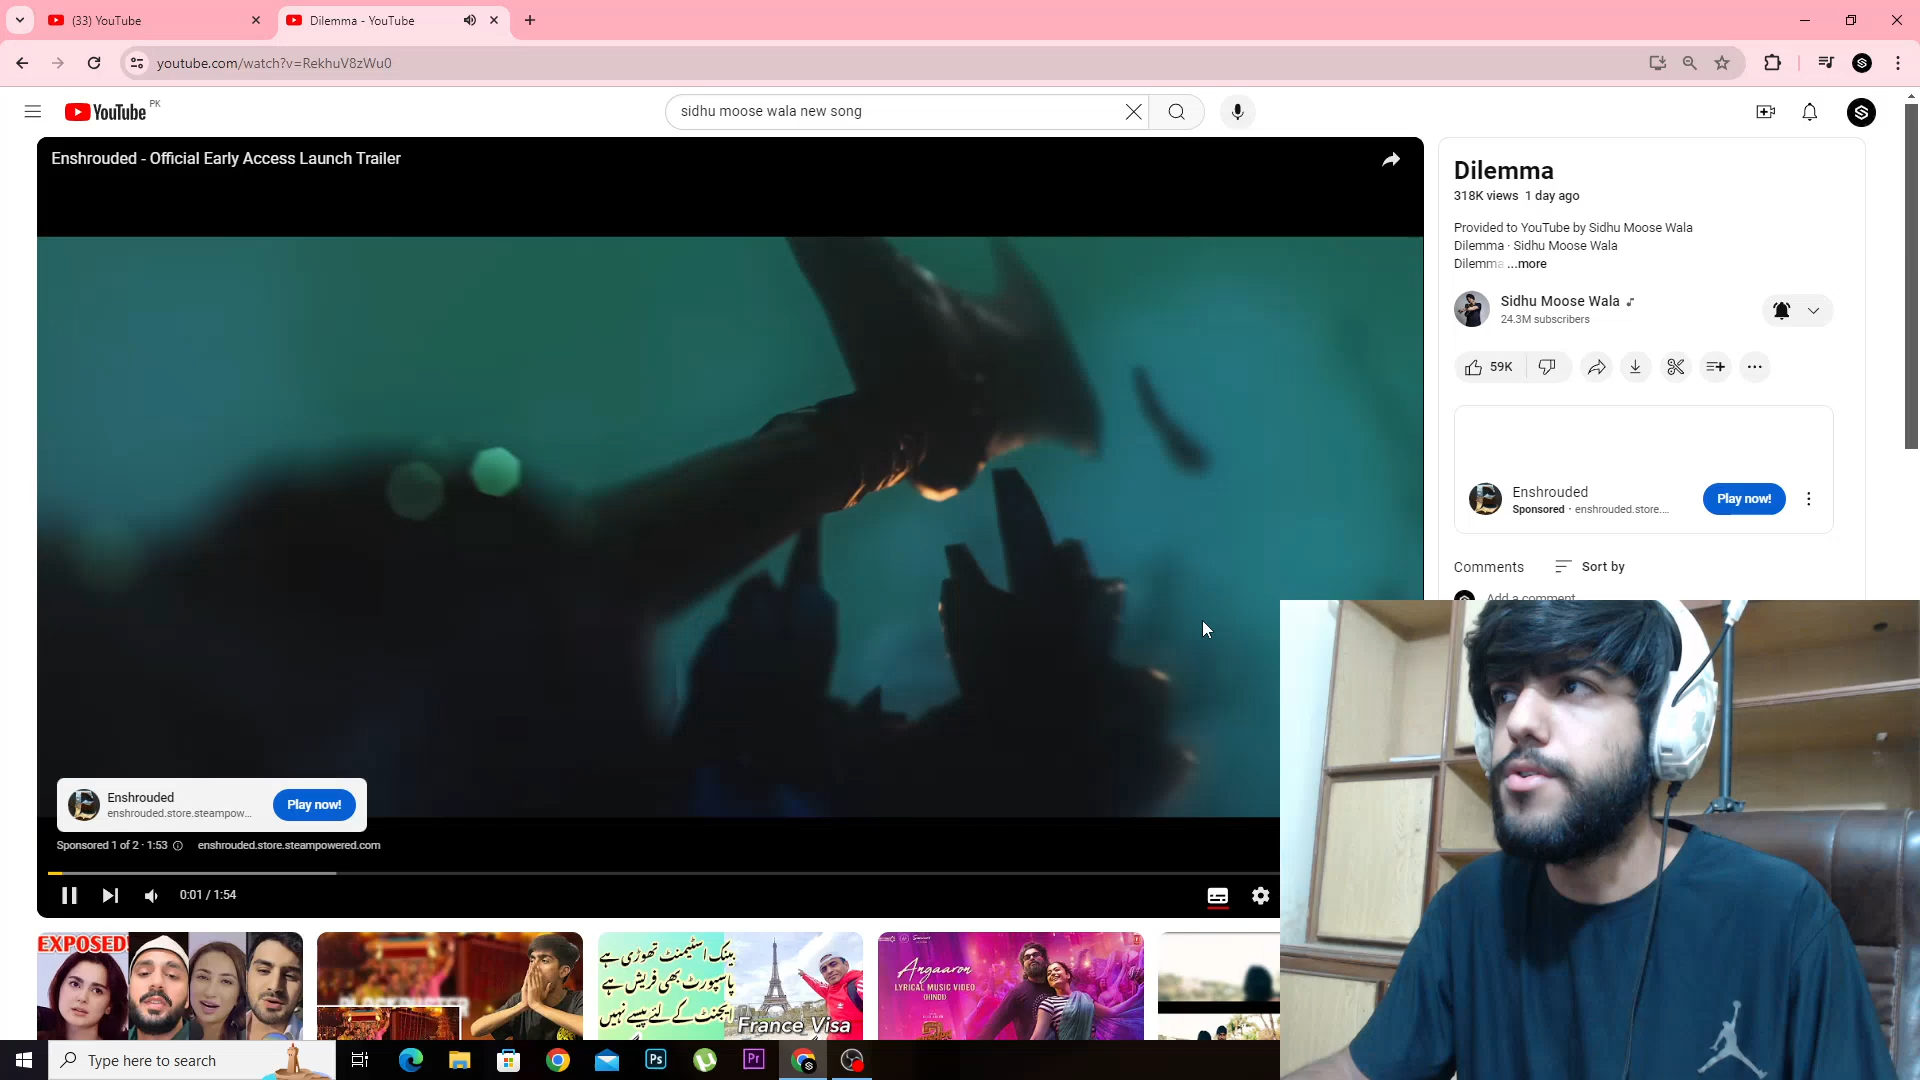 (33) YouTube
Dilemma - YouTube
youtube.com/watch?v=RekhuV8zWu0
YouTube PK
sidhu moose wala new song
Enshrouded - Official Early Access Launch Trailer
Enshrouded
enshrouded.store.steampow...
Play now!
Sponsored 1 of 2 · 1:53
enshrouded.store.steampowered.com
0:01 / 1:54
Dilemma
318K views 1 day ago
Provided to YouTube by Sidhu Moose Wala
Dilemma · Sidhu Moose Wala
Dilemma ...more
Sidhu Moose Wala
24.3M subscribers
59K
Enshrouded
Sponsored · enshrouded.store....
Play now!
Comments
Sort by
Add a comment
EXPOSED
BLOCKBUSTER
بینک اسٹیمنٹ تھوڑی ہے
پاسپورٹ بھی فریش ہے
ایجنٹ کے لئے پیسے نہیں
France Visa
Angaaron
LYRICAL MUSIC VIDEO
(HINDI)
Type here to search
Ps
Pr